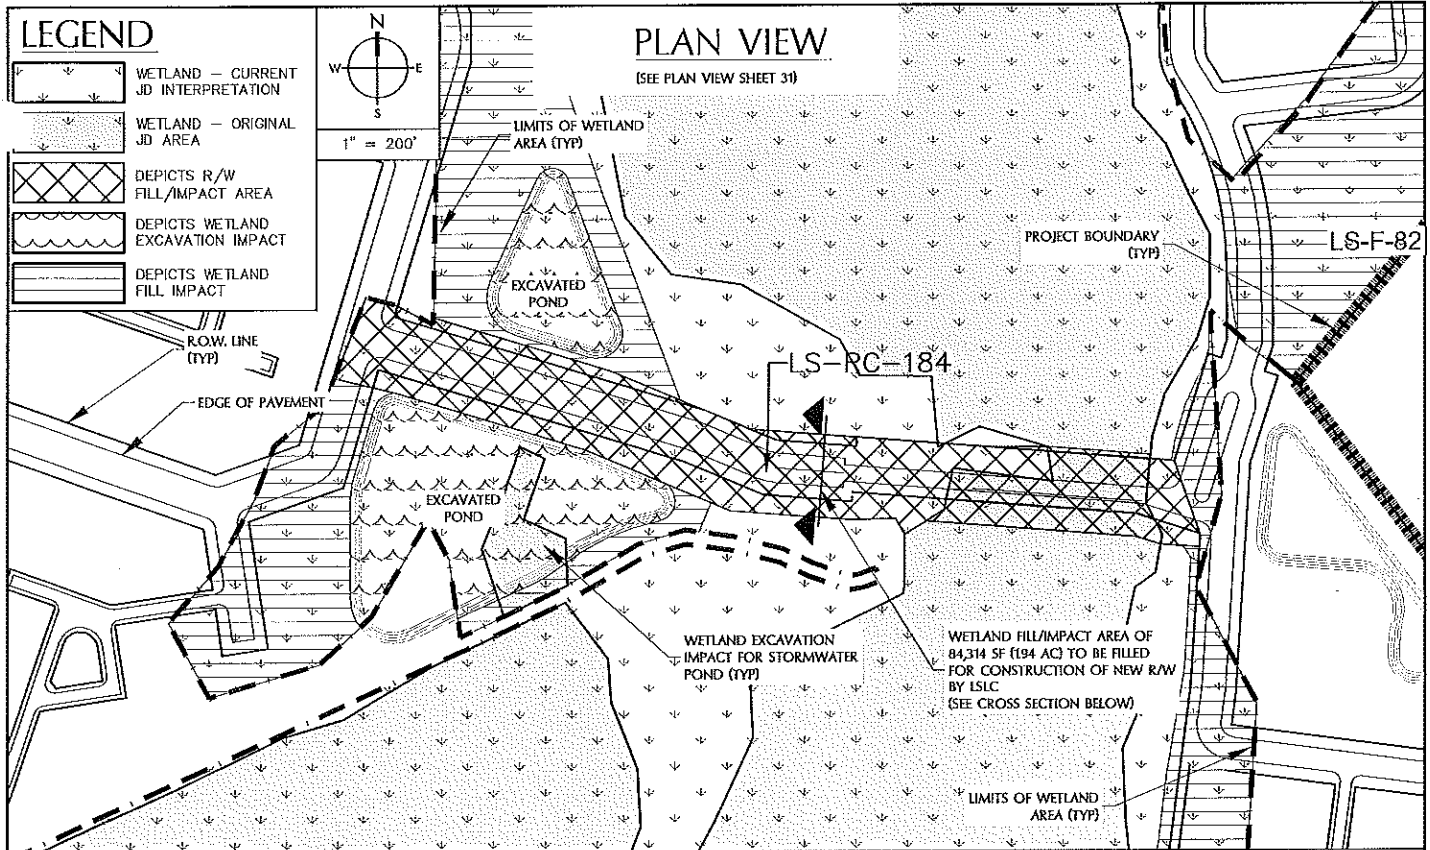 LEGEND
WETLAND – CURRENT
JD INTERPRETATION
WETLAND – ORIGINAL
JD AREA
DEPICTS R/W
FILL/IMPACT AREA
DEPICTS WETLAND
EXCAVATION IMPACT
DEPICTS WETLAND
FILL IMPACT
N
W
E
S
1" = 200'
PLAN VIEW
(SEE PLAN VIEW SHEET 31)
LIMITS OF WETLAND
AREA (TYP)
PROJECT BOUNDARY
(TYP)
LS-F-82
EXCAVATED
POND
R.O.W. LINE
(TYP)
EDGE OF PAVEMENT
LS-RC-184
EXCAVATED
POND
WETLAND EXCAVATION
IMPACT FOR STORMWATER
POND (TYP)
WETLAND FILL/IMPACT AREA OF
84,314 SF (1.94 AC) TO BE FILLED
FOR CONSTRUCTION OF NEW R/W
BY LSLC
(SEE CROSS SECTION BELOW)
LIMITS OF WETLAND
AREA (TYP)